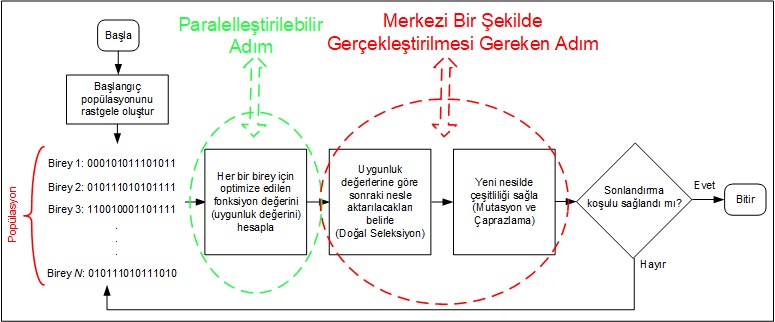 Paralelleştirilebilir
Adım
Merkezi Bir Şekilde
Gerçekleştirilmesi Gereken Adım
Başla
Başlangıç
popülasyonunu
rastgele oluştur
Popülasyon
Birey 1: 000101011101011
Birey 2: 010111010101111
Birey 3: 110010001101111
.
.
.
Birey N: 010111010111010
Her bir birey için
optimize edilen
fonksiyon değerini
(uygunluk değerini)
hesapla
Uygunluk
değerlerine göre
sonraki nesle
aktarılacakları
belirle
(Doğal Seleksiyon)
Yeni nesilde
çeşitliliği sağla
(Mutasyon ve
Çaprazlama)
Sonlandırma
koşulu sağlandı mı?
Evet
Bitir
Hayır